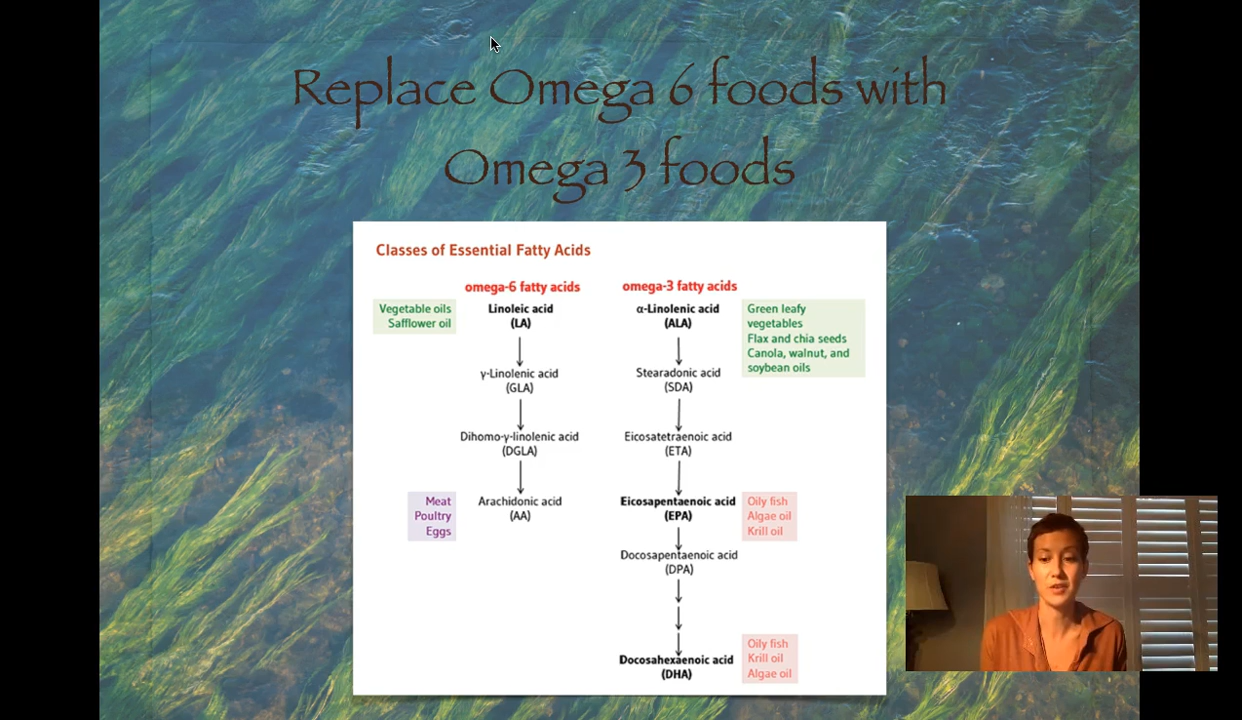 Replace Omega 6 foods with
Omega 3 foods
Classes of Essential Fatty Acids
omega-6 fatty acids
omega-3 fatty acids
Vegetable oils
Safflower oil
Linoleic acid
(LA)
α-Linolenic acid
(ALA)
Green leafy
vegetables
Flax and chia seeds
Canola, walnut, and
soybean oils
γ-Linolenic acid
(GLA)
Stearadonic acid
(SDA)
Dihomo-γ-linolenic acid
(DGLA)
Eicosatetraenoic acid
(ETA)
Meat
Poultry
Eggs
Arachidonic acid
(AA)
Eicosapentaenoic acid
(EPA)
Oily fish
Algae oil
Krill oil
Docosapentaenoic acid
(DPA)
Docosahexaenoic acid
(DHA)
Oily fish
Krill oil
Algae oil